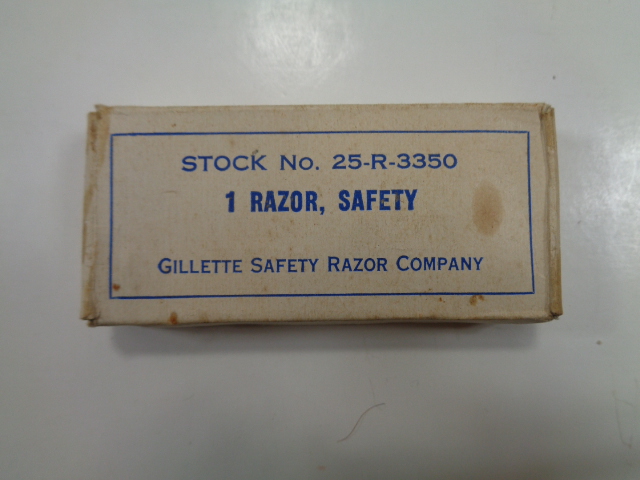 STOCK No. 25-R-3350
1 RAZOR, SAFETY
GILLETTE SAFETY RAZOR COMPANY